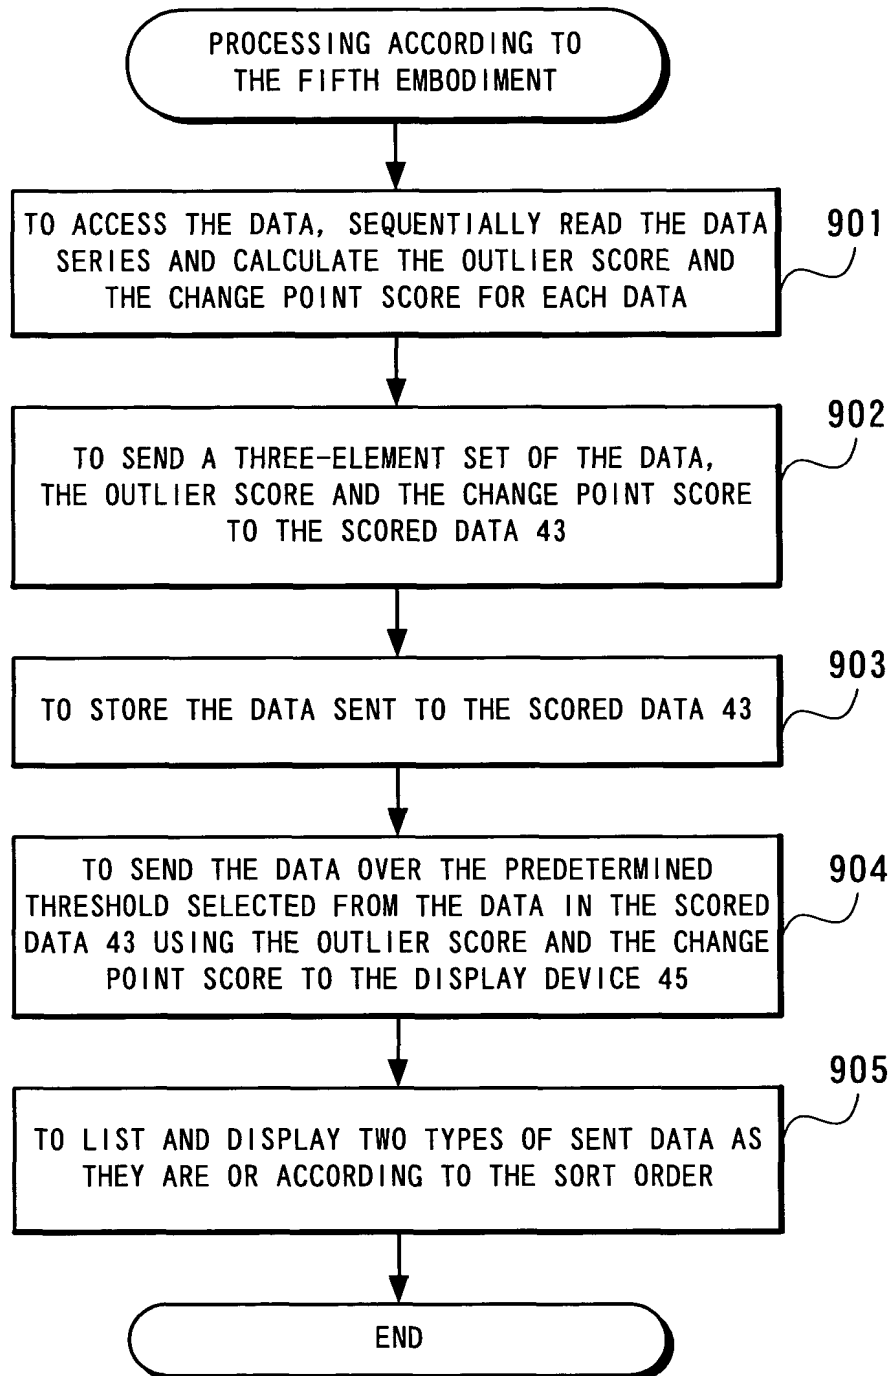 PROCESSING ACCORDING TO
THE FIFTH EMBODIMENT
TO ACCESS THE DATA, SEQUENTIALLY READ THE DATA
SERIES AND CALCULATE THE OUTLIER SCORE AND
THE CHANGE POINT SCORE FOR EACH DATA
901
TO SEND A THREE-ELEMENT SET OF THE DATA,
THE OUTLIER SCORE AND THE CHANGE POINT SCORE
TO THE SCORED DATA 43
902
TO STORE THE DATA SENT TO THE SCORED DATA 43
903
TO SEND THE DATA OVER THE PREDETERMINED
THRESHOLD SELECTED FROM THE DATA IN THE SCORED
DATA 43 USING THE OUTLIER SCORE AND THE CHANGE
POINT SCORE TO THE DISPLAY DEVICE 45
904
TO LIST AND DISPLAY TWO TYPES OF SENT DATA AS
THEY ARE OR ACCORDING TO THE SORT ORDER
905
END